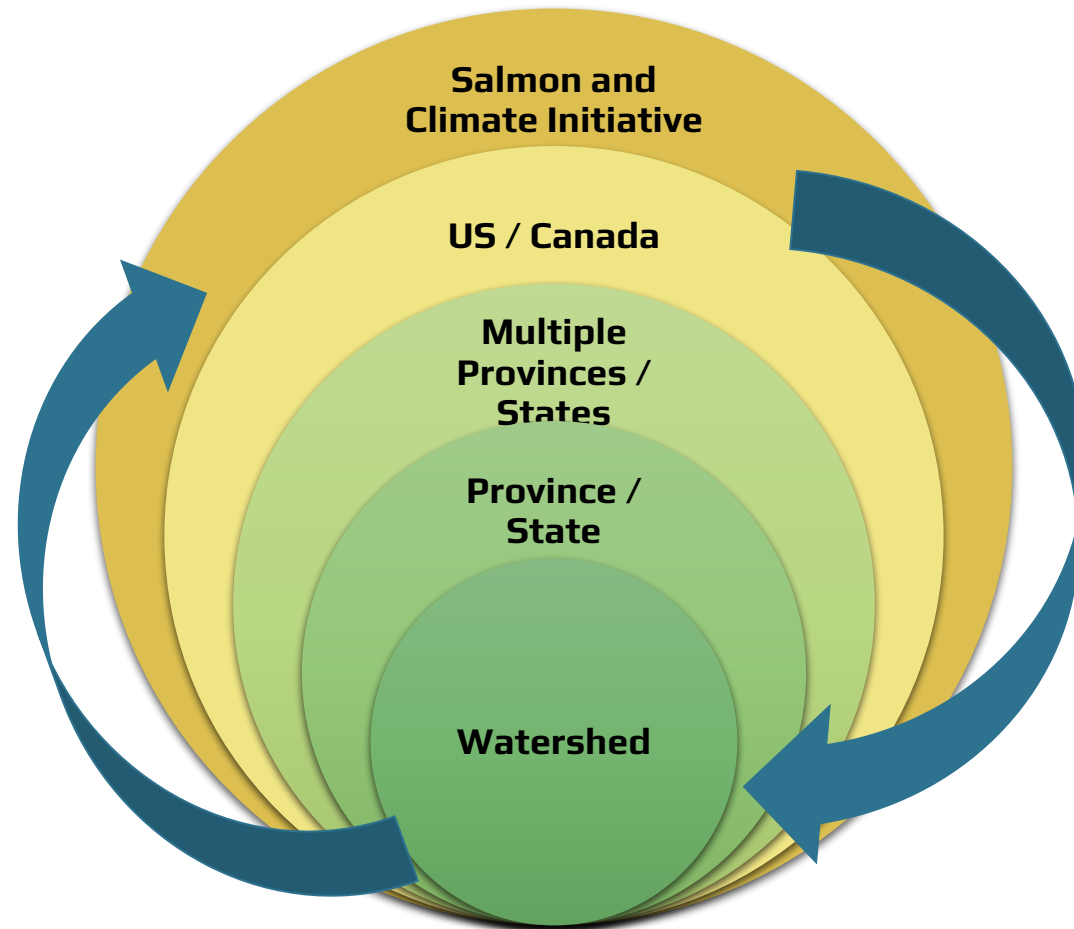 Salmon and
Climate Initiative
US / Canada
Multiple
Provinces /
States
Province /
State
Watershed